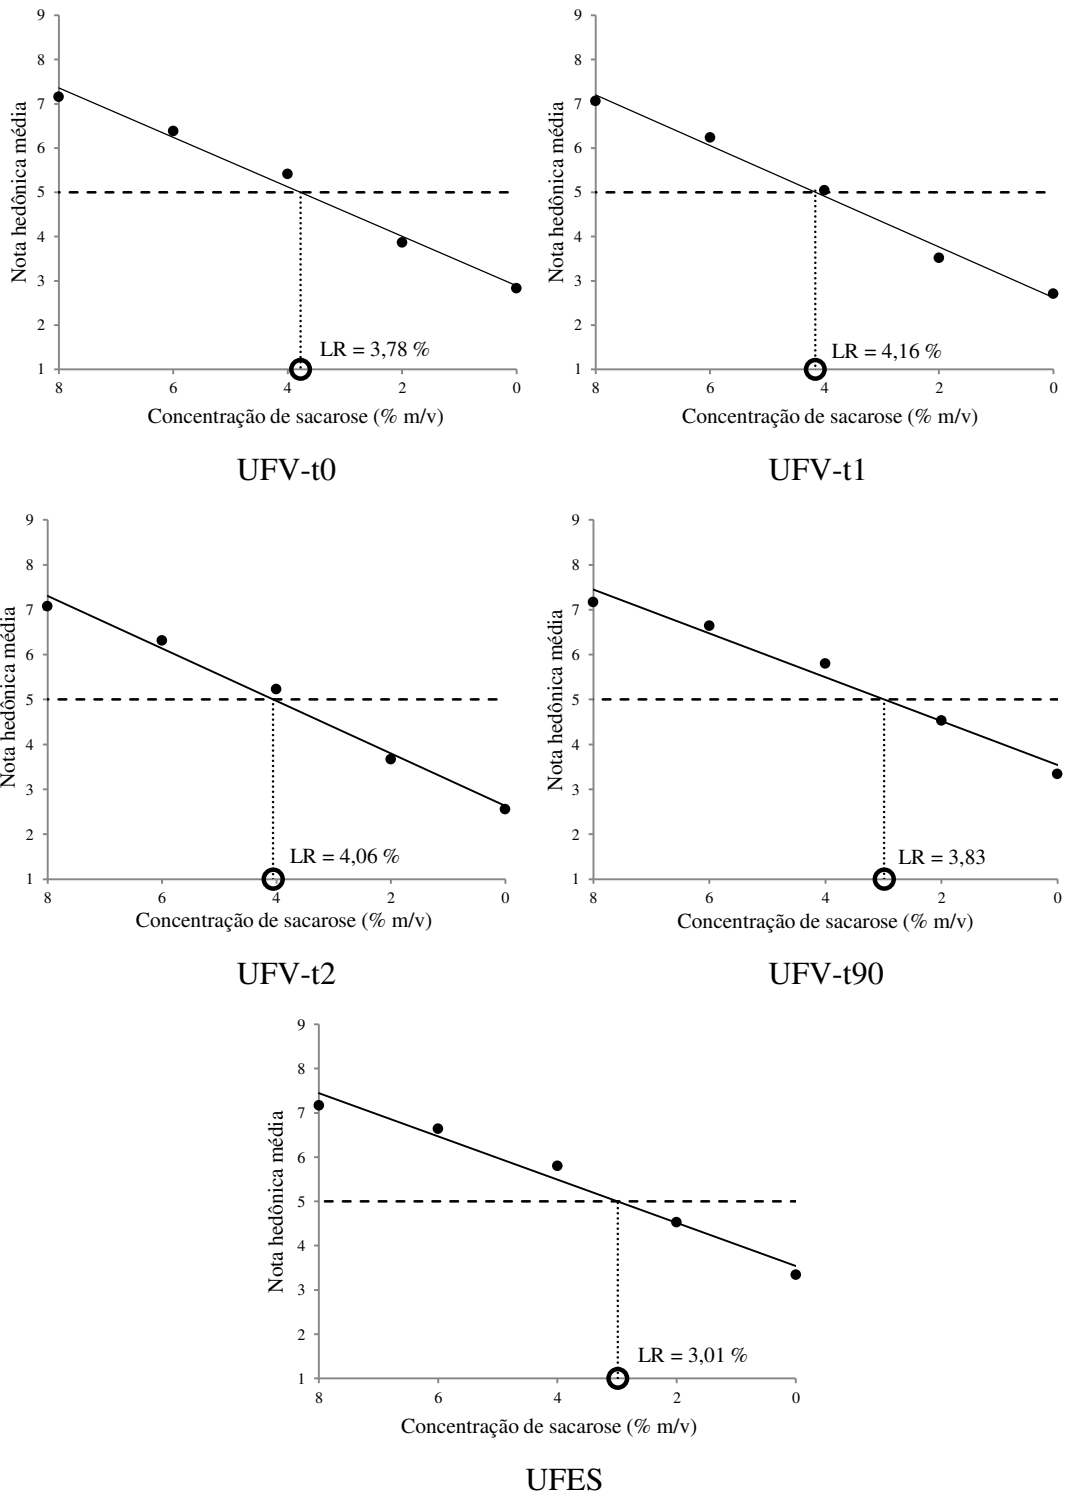 9
8
7
6
5
4
3
2
1
Nota hedônica média
LR = 3,78 %
8 6 4 2 0
Concentração de sacarose (% m/v)
UFV-t0
9
8
7
6
5
4
3
2
1
Nota hedônica média
LR = 4,16 %
8 6 4 2 0
Concentração de sacarose (% m/v)
UFV-t1
9
8
7
6
5
4
3
2
1
Nota hedônica média
LR = 4,06 %
8 6 4 2 0
Concentração de sacarose (% m/v)
UFV-t2
9
8
7
6
5
4
3
2
1
Nota hedônica média
LR = 3,83
8 6 4 2 0
Concentração de sacarose (% m/v)
UFV-t90
9
8
7
6
5
4
3
2
1
Nota hedônica média
LR = 3,01 %
8 6 4 2 0
Concentração de sacarose (% m/v)
UFES